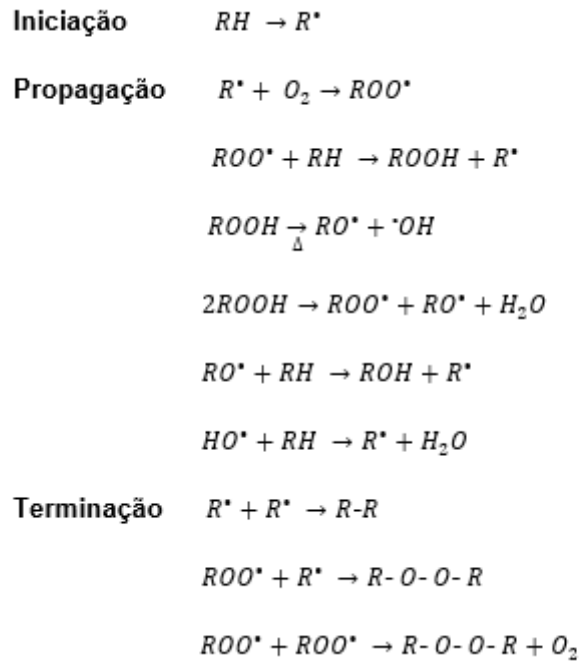 Iniciação RH → R•
Propagação R• + O₂ → ROO•
ROO• + RH → ROOH + R•
ROOH →Δ RO• + •OH
2ROOH → ROO• + RO• + H₂O
RO• + RH → ROH + R•
HO• + RH → R• + H₂O
Terminação R• + R• → R-R
ROO• + R• → R-O-O-R
ROO• + ROO• → R-O-O-R + O₂